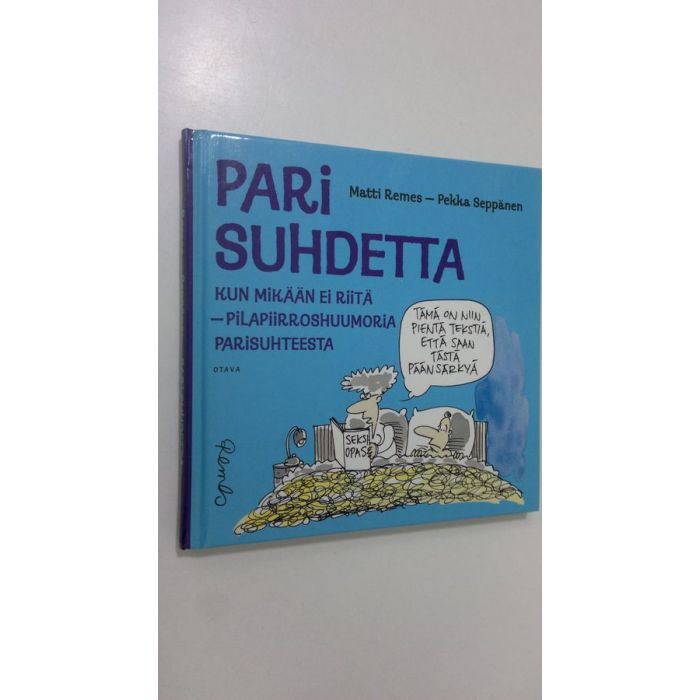 PARi
SUHDETTA
Matti Remes – Pekka Seppänen
KUN MiKÄÄN Ei RiiTÄ
–PiLAPiiRROSHUUMORiA
PARiSUHTEESTA
OTAVA
TÄMÄ ON NIIN
PIENTÄ TEKSTIÄ,
ETTÄ SAAN
TÄSTÄ
PÄÄNSÄRKYÄ
SEKSI
OPAS
Remes